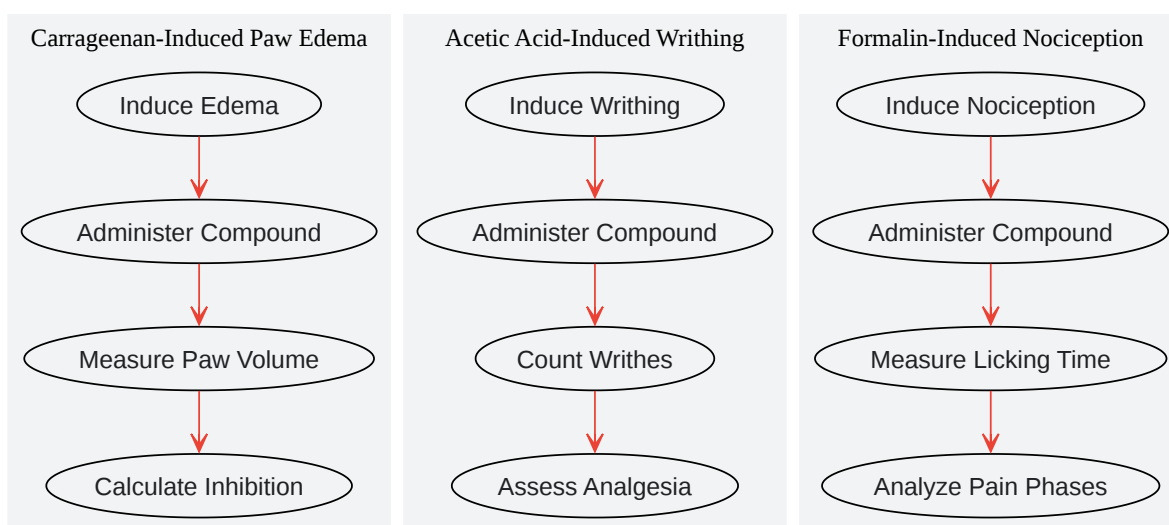 Carrageenan-Induced Paw Edema
Induce Edema
Administer Compound
Measure Paw Volume
Calculate Inhibition
Acetic Acid-Induced Writhing
Induce Writhing
Administer Compound
Count Writhes
Assess Analgesia
Formalin-Induced Nociception
Induce Nociception
Administer Compound
Measure Licking Time
Analyze Pain Phases